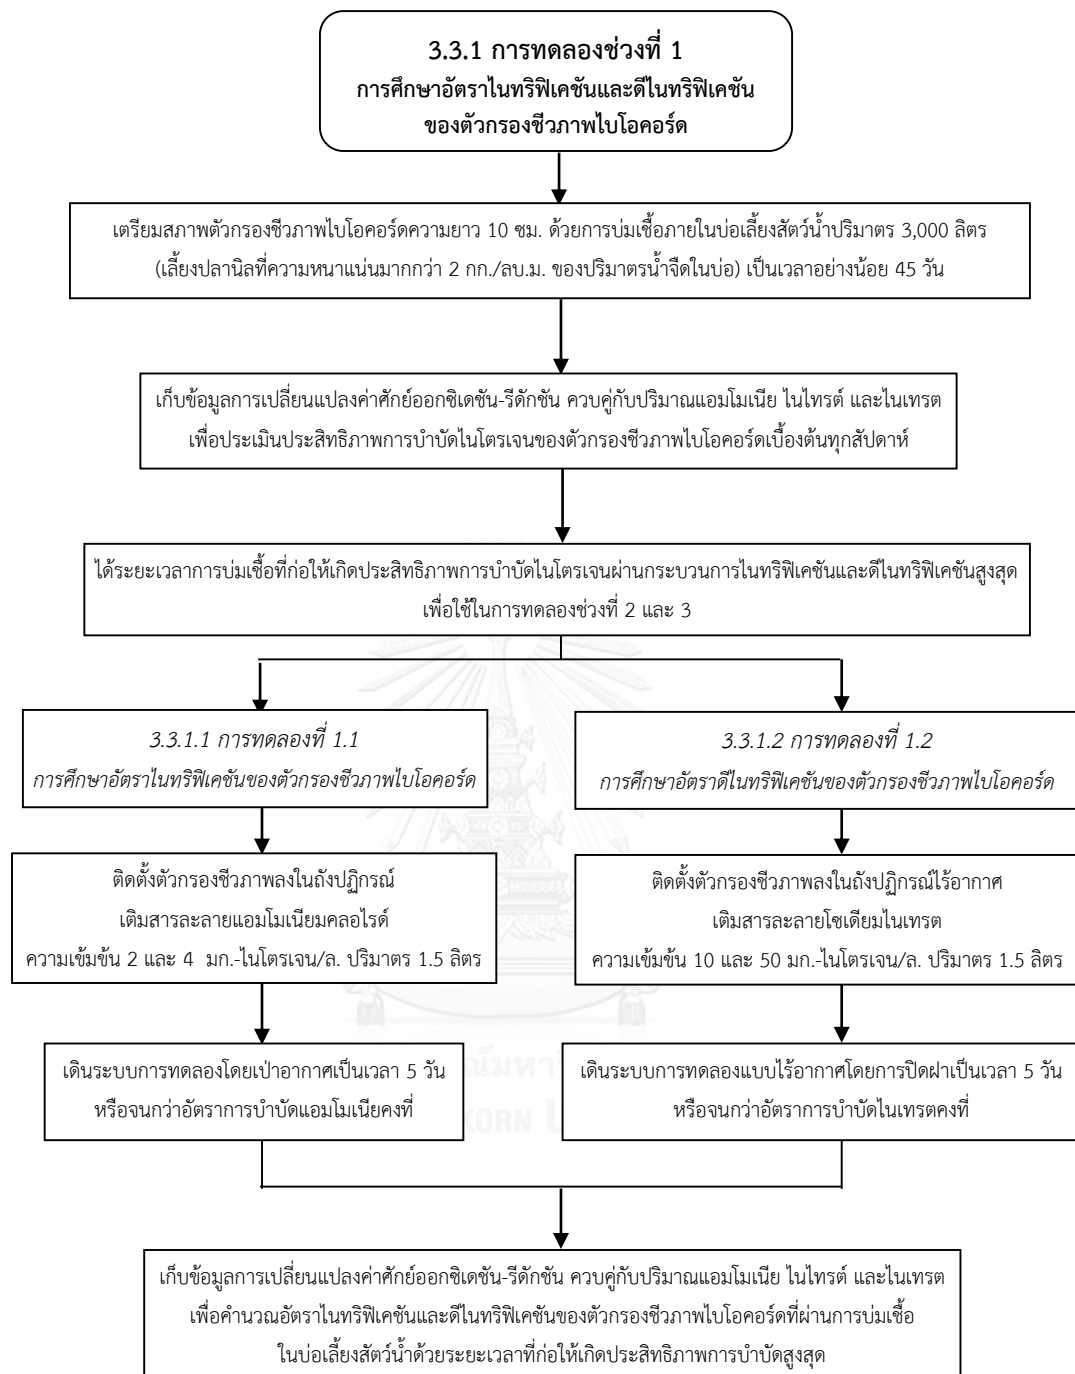 3.3.1 การทดลองช่วงที่ 1
การศึกษาอัตราไนทริฟิเคชันและดีไนทริฟิเคชัน
ของตัวกรองชีวภาพไบโอคอร์ด
เตรียมสภาพตัวกรองชีวภาพไบโอคอร์ดความยาว 10 ซม. ด้วยการบ่มเชื้อภายในบ่อเลี้ยงสัตว์น้ำปริมาตร 3,000 ลิตร
(เลี้ยงปลานิลที่ความหนาแน่นมากกว่า 2 กก./ลบ.ม. ของปริมาตรน้ำจืดในบ่อ) เป็นเวลาอย่างน้อย 45 วัน
เก็บข้อมูลการเปลี่ยนแปลงค่าศักย์ออกซิเดชัน-รีดักชัน ควบคู่กับปริมาณแอมโมเนีย ไนไทรต์ และไนเทรต
เพื่อประเมินประสิทธิภาพการบำบัดไนโตรเจนของตัวกรองชีวภาพไบโอคอร์ดเบื้องต้นทุกสัปดาห์
ได้ระยะเวลาการบ่มเชื้อที่ก่อให้เกิดประสิทธิภาพการบำบัดไนโตรเจนผ่านกระบวนการไนทริฟิเคชันและดีไนทริฟิเคชันสูงสุด
เพื่อใช้ในการทดลองช่วงที่ 2 และ 3
3.3.1.1 การทดลองที่ 1.1
การศึกษาอัตราไนทริฟิเคชันของตัวกรองชีวภาพไบโอคอร์ด
ติดตั้งตัวกรองชีวภาพลงในถังปฏิกรณ์
เติมสารละลายแอมโมเนียมคลอไรด์
ความเข้มข้น 2 และ 4 มก.-ไนโตรเจน/ล. ปริมาตร 1.5 ลิตร
เดินระบบการทดลองโดยเป่าอากาศเป็นเวลา 5 วัน
หรือจนกว่าอัตราการบำบัดแอมโมเนียคงที่
3.3.1.2 การทดลองที่ 1.2
การศึกษาอัตราดีไนทริฟิเคชันของตัวกรองชีวภาพไบโอคอร์ด
ติดตั้งตัวกรองชีวภาพลงในถังปฏิกรณ์ไร้อากาศ
เติมสารละลายโซเดียมไนเทรต
ความเข้มข้น 10 และ 50 มก.-ไนโตรเจน/ล. ปริมาตร 1.5 ลิตร
เดินระบบการทดลองแบบไร้อากาศโดยการปิดฝาเป็นเวลา 5 วัน
หรือจนกว่าอัตราการบำบัดไนเทรตคงที่
เก็บข้อมูลการเปลี่ยนแปลงค่าศักย์ออกซิเดชัน-รีดักชัน ควบคู่กับปริมาณแอมโมเนีย ไนไทรต์ และไนเทรต
เพื่อคำนวณอัตราไนทริฟิเคชันและดีไนทริฟิเคชันของตัวกรองชีวภาพไบโอคอร์ดที่ผ่านการบ่มเชื้อ
ในบ่อเลี้ยงสัตว์น้ำด้วยระยะเวลาที่ก่อให้เกิดประสิทธิภาพการบำบัดสูงสุด